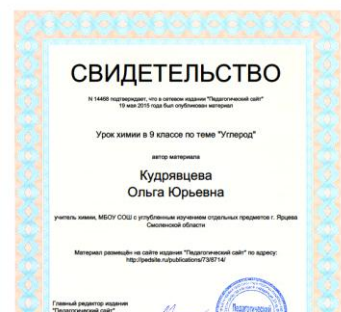 СВИДЕТЕЛЬСТВО
N 14466 подтверждает, что в сетевом издании "Педагогический сайт"
19 мая 2015 года был опубликован материал
Урок химии в 9 классе по теме "Углерод"
автор материала
Кудрявцева
Ольга Юрьевна
учитель химии, МБОУ СОШ с углубленным изучением отдельных предметов г. Ярцева
Смоленской области
Материал размещён на сайте издания "Педагогический сайт" по адресу:
http://pedsite.ru/publications/73/8714/
Главный редактор издания
"Педагогический сайт"
Педагогический